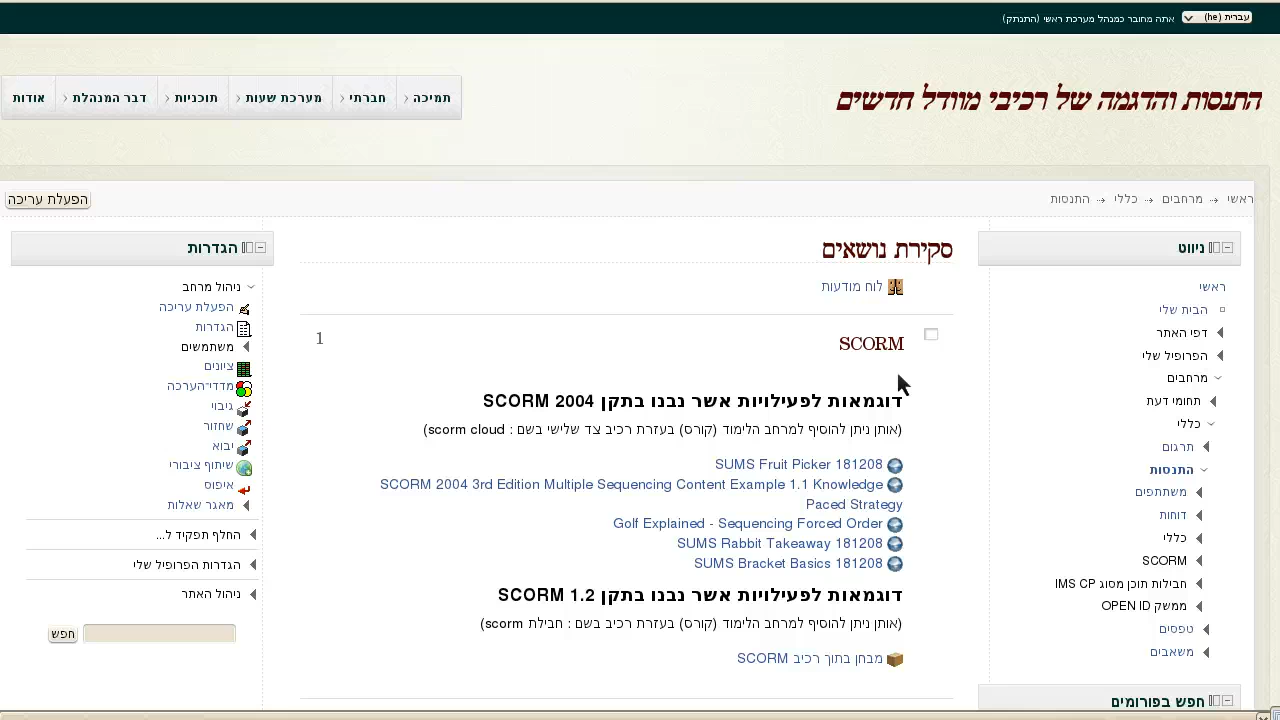 עברית (he)
אתה מחובר כמנהל מערכת ראשי (התנתק)
התנסות והדגמה של רכיבי מוודל חדשים
תמיכה
חברתי
מערכת שעות
תוכניות
דבר המנהלת
אודות
ראשי
מרחבים
כללי
התנסות
הפעלת עריכה
ניווט
ראשי
הבית שלי
דפי האתר
הפרופיל שלי
מרחבים
תחומי דעת
כללי
תרגום
התנסות
משתתפים
דוחות
כללי
SCORM
חבילות תוכן מסוג IMS CP
ממשק OPEN ID
טפסים
משאבים
חפש בפורומים
סקירת נושאים
לוח מודעות
1
SCORM
דוגמאות לפעילויות אשר נבנו בתקן SCORM 2004
(אותן ניתן להוסיף למרחב הלימוד (קורס) בעזרת רכיב צד שלישי בשם : scorm cloud)
SUMS Fruit Picker 181208
SCORM 2004 3rd Edition Multiple Sequencing Content Example 1.1 Knowledge
Paced Strategy
Golf Explained - Sequencing Forced Order
SUMS Rabbit Takeaway 181208
SUMS Bracket Basics 181208
דוגמאות לפעילויות אשר נבנו בתקן SCORM 1.2
(אותן ניתן להוסיף למרחב הלימוד (קורס) בעזרת רכיב בשם : חבילת scorm)
מבחן בתוך רכיב SCORM
הגדרות
ניהול מרחב
הפעלת עריכה
הגדרות
משתמשים
ציונים
מדדי־הערכה
גיבוי
שחזור
יבוא
שיתוף ציבורי
איפוס
מאגר שאלות
החלף תפקיד ל...
הגדרות הפרופיל שלי
ניהול האתר
חפש